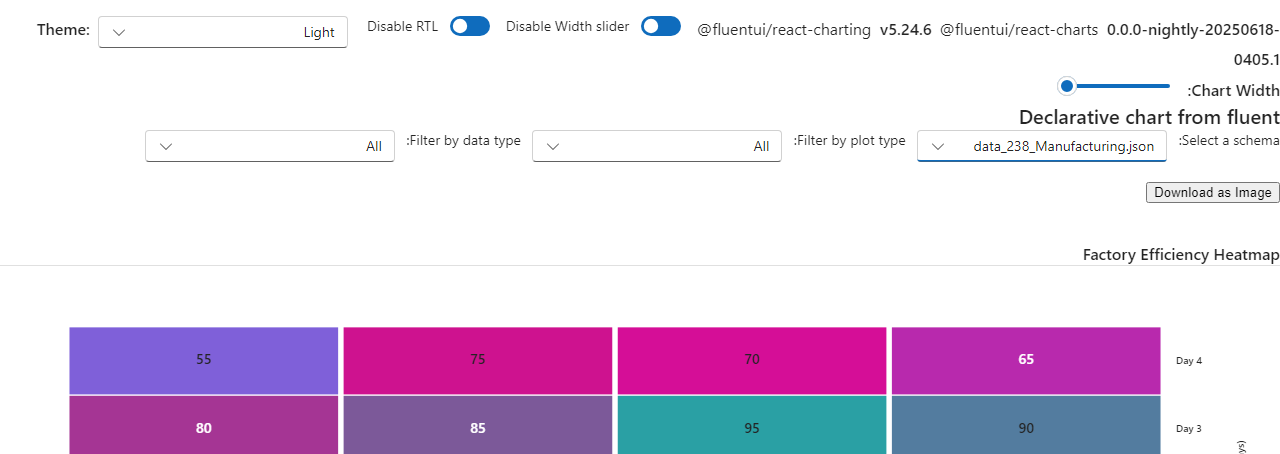 Theme: Light Disable RTL Disable Width slider @fluentui/react-charting v5.24.6 @fluentui/react-charts 0.0.0-nightly-20250618-
0405.1
:Chart Width
Declarative chart from fluent
:Select a schema data_238_Manufacturing.json :Filter by plot type All :Filter by data type All
Download as Image
Factory Efficiency Heatmap
55 75 70 65 Day 4
80 85 95 90 Day 3